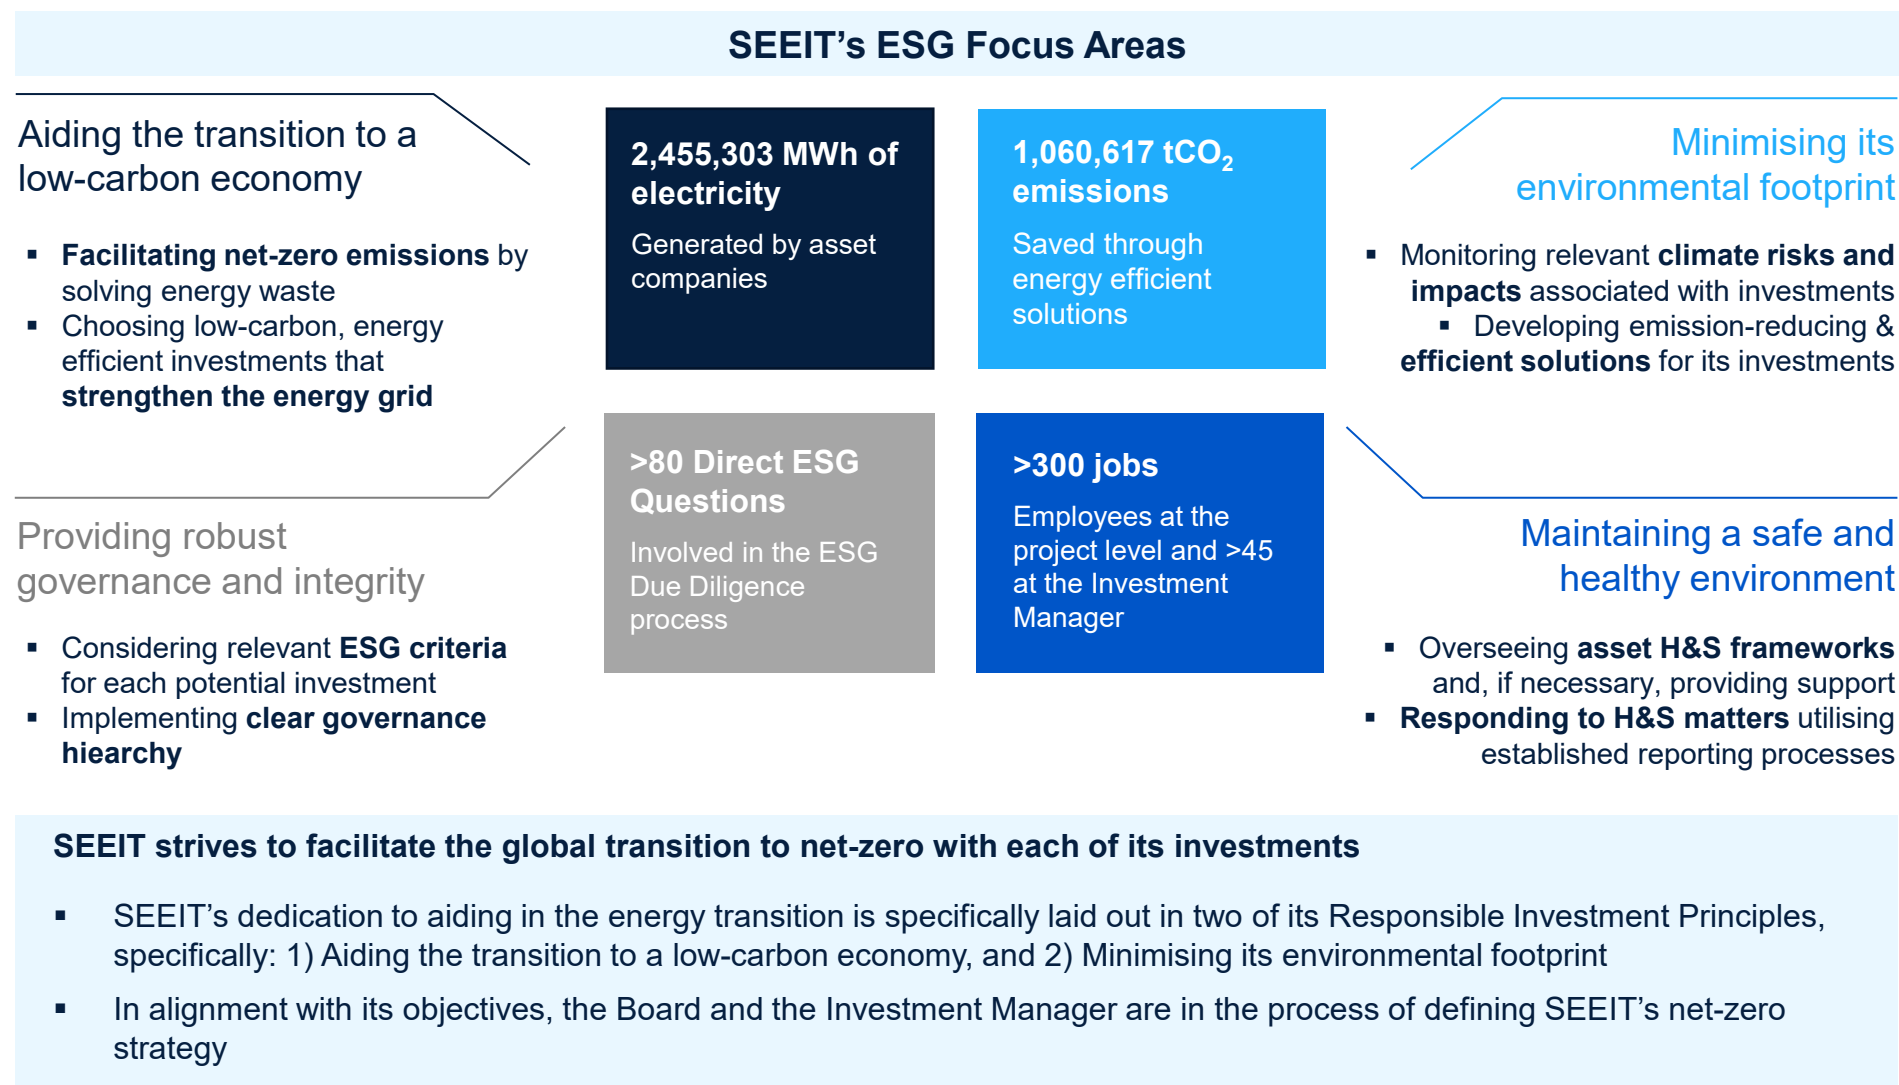 SEEIT’s ESG Focus Areas
Aiding the transition to a
low-carbon economy
▪ Facilitating net-zero emissions by
solving energy waste
▪ Choosing low-carbon, energy
efficient investments that
strengthen the energy grid
2,455,303 MWh of
electricity
Generated by asset
companies
1,060,617 tCO₂
emissions
Saved through
energy efficient
solutions
Minimising its
environmental footprint
▪ Monitoring relevant climate risks and
impacts associated with investments
▪ Developing emission-reducing &
efficient solutions for its investments
Providing robust
governance and integrity
▪ Considering relevant ESG criteria
for each potential investment
▪ Implementing clear governance
hiearchy
>80 Direct ESG
Questions
Involved in the ESG
Due Diligence
process
>300 jobs
Employees at the
project level and >45
at the Investment
Manager
Maintaining a safe and
healthy environment
▪ Overseeing asset H&S frameworks
and, if necessary, providing support
▪ Responding to H&S matters utilising
established reporting processes
SEEIT strives to facilitate the global transition to net-zero with each of its investments
▪ SEEIT’s dedication to aiding in the energy transition is specifically laid out in two of its Responsible Investment Principles,
specifically: 1) Aiding the transition to a low-carbon economy, and 2) Minimising its environmental footprint
▪ In alignment with its objectives, the Board and the Investment Manager are in the process of defining SEEIT’s net-zero
strategy